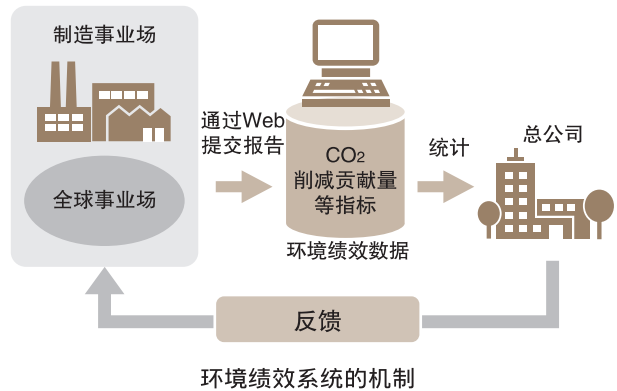 制造事业场
全球事业场
通过Web
提交报告
CO₂
削减贡献量
等指标
环境绩效数据
统计
总公司
反馈
环境绩效系统的机制